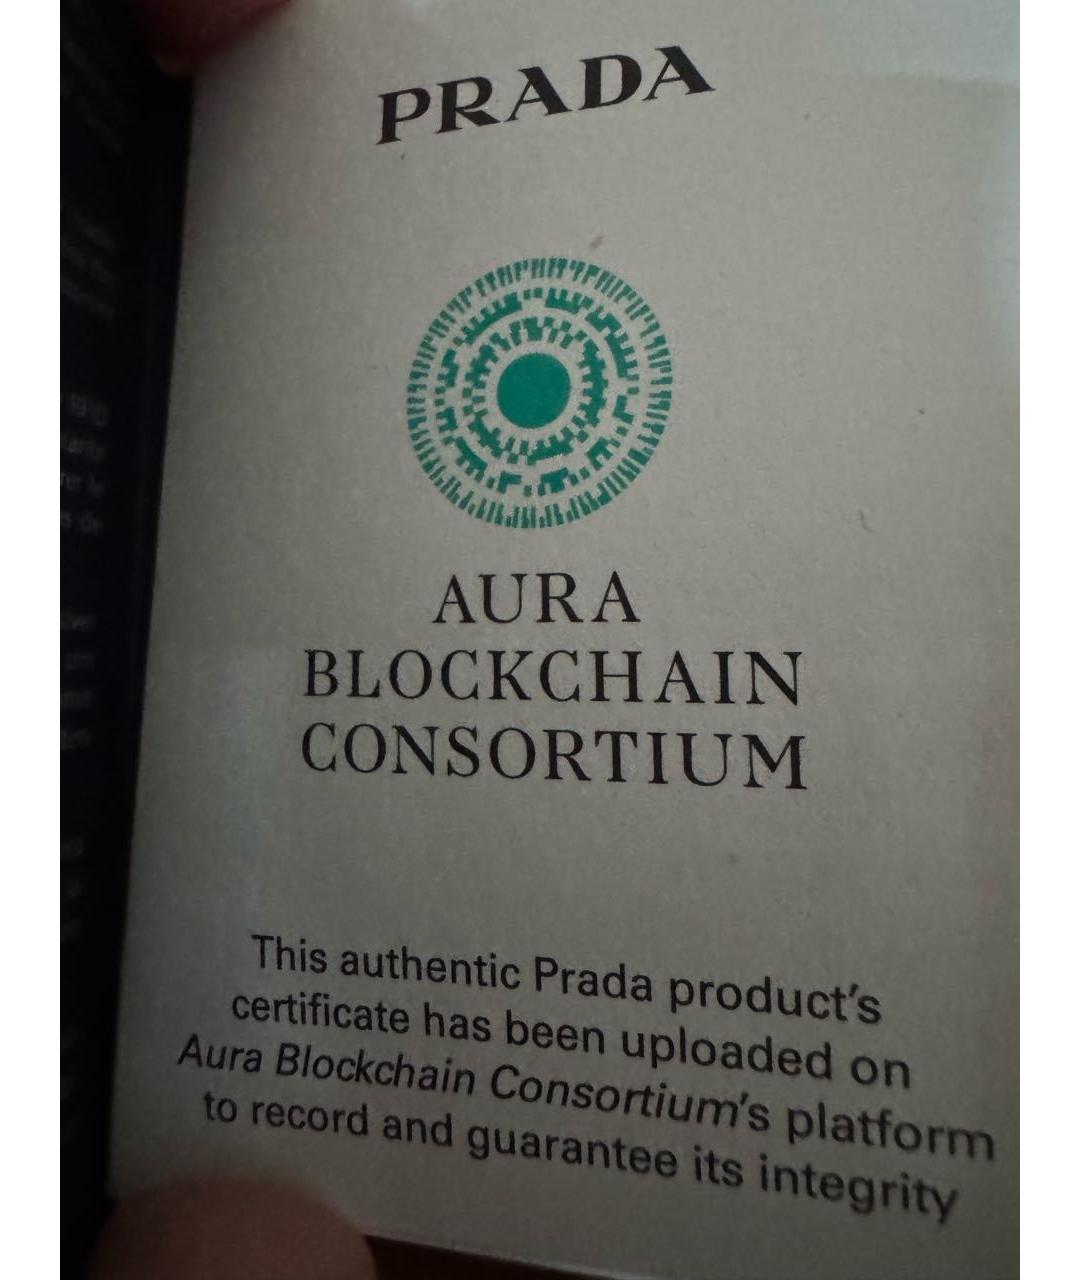 PRADA
AURA
BLOCKCHAIN
CONSORTIUM
This authentic Prada product's
certificate has been uploaded on
Aura Blockchain Consortium's platform
to record and guarantee its integrity